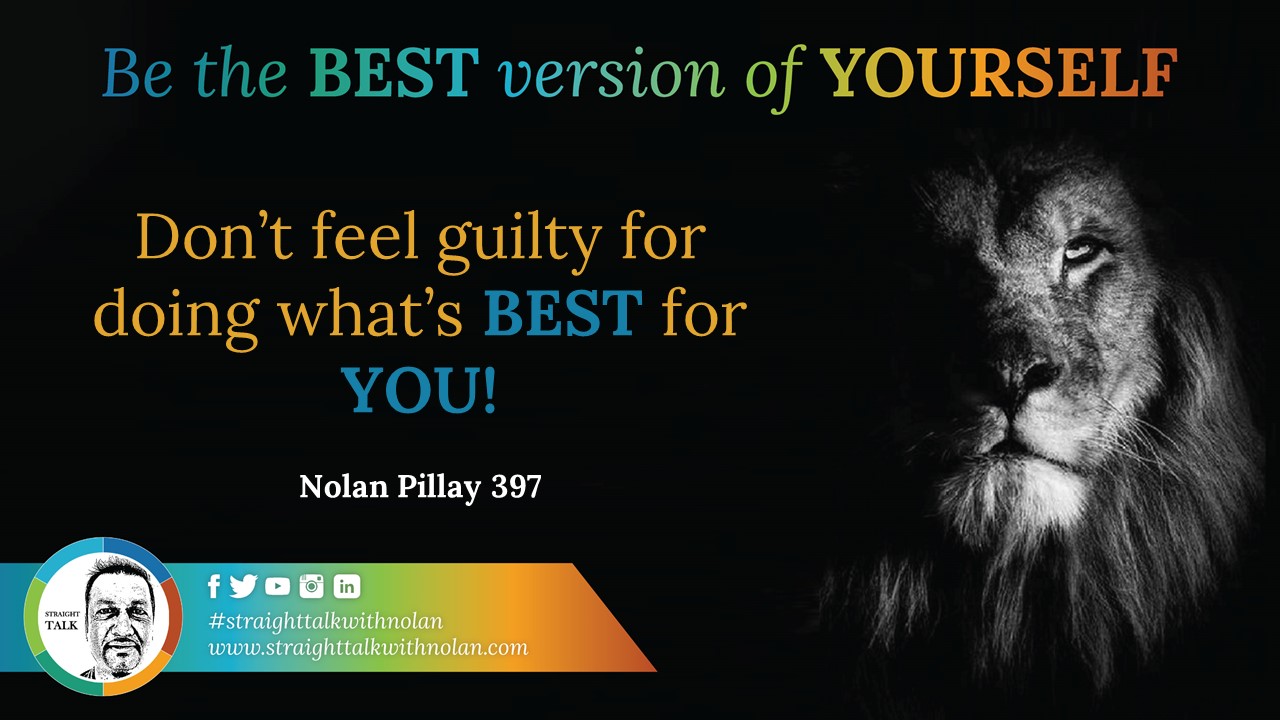 Be the BEST version of YOURSELF
Don’t feel guilty for
doing what’s BEST for
YOU!
Nolan Pillay 397
STRAIGHT
TALK
#straighttalkwithnolan
www.straighttalkwithnolan.com